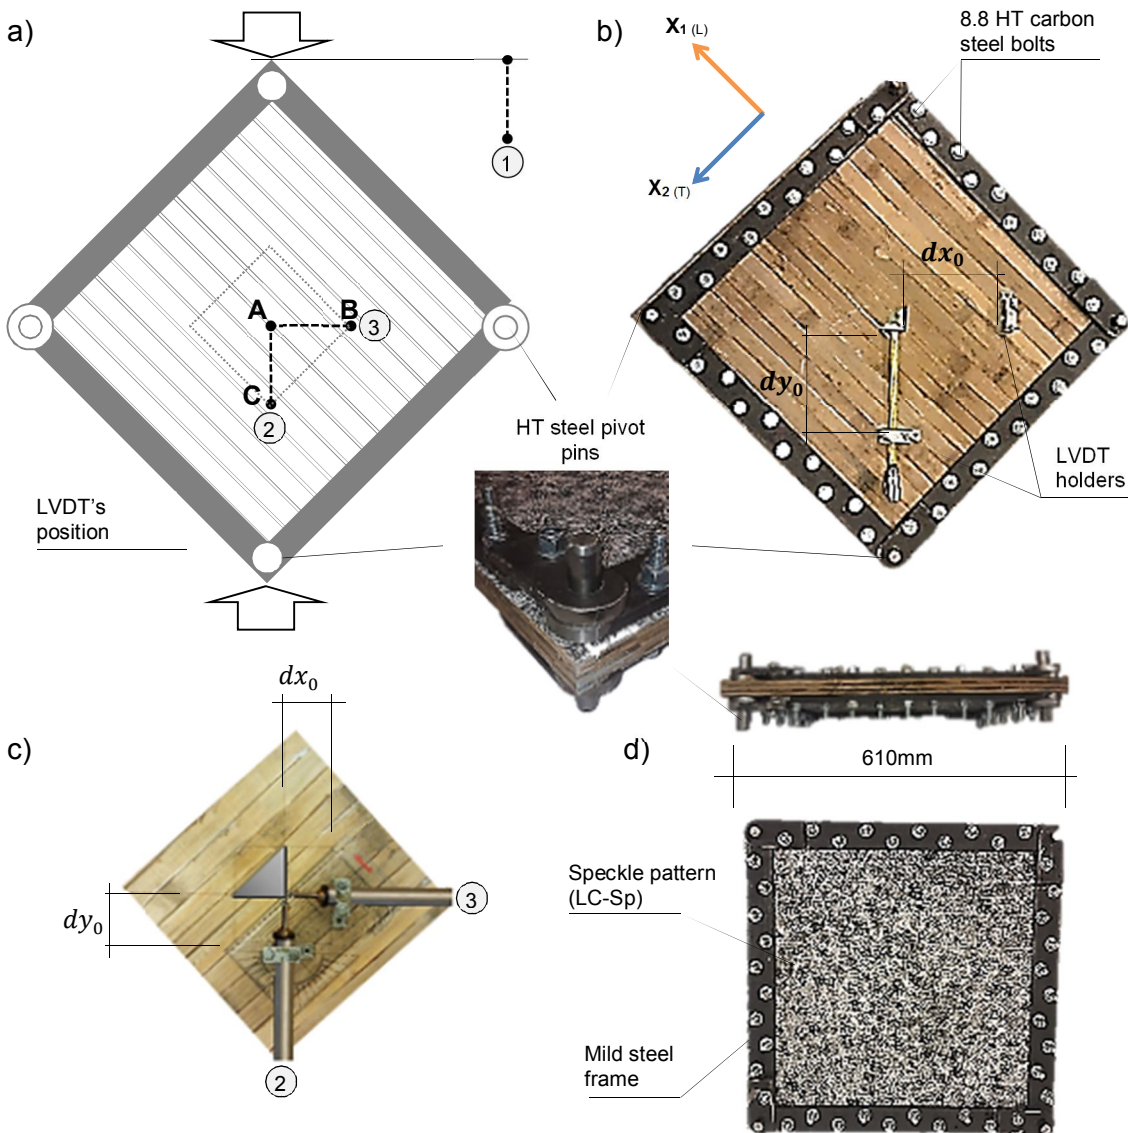 a)
1
A
B
3
C
2
LVDT's
position
HT steel pivot
pins
b)
X₁ (L)
X₂ (T)
8.8 HT carbon
steel bolts
dx₀
dy₀
LVDT
holders
c)
dx₀
dy₀
3
2
d)
610mm
Speckle pattern
(LC-Sp)
Mild steel
frame